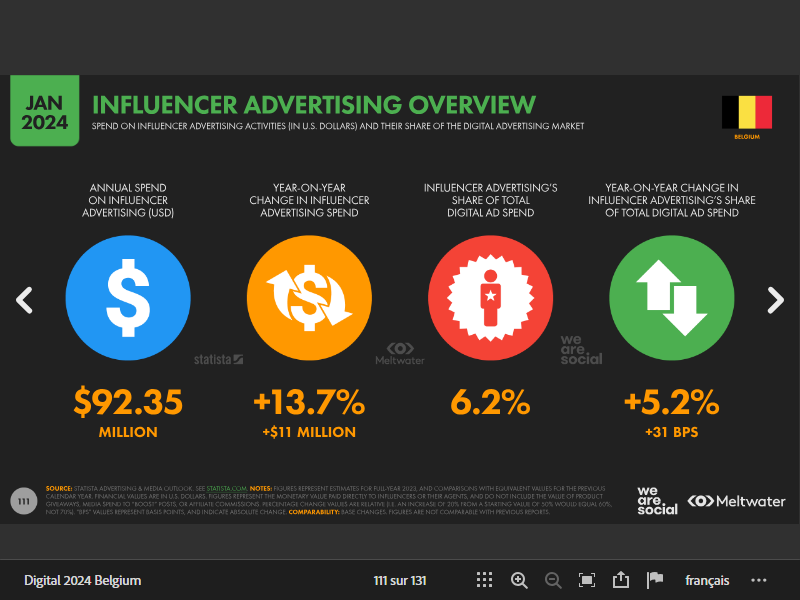 JAN
2024
INFLUENCER ADVERTISING OVERVIEW
SPEND ON INFLUENCER ADVERTISING ACTIVITIES (IN U.S. DOLLARS) AND THEIR SHARE OF THE DIGITAL ADVERTISING MARKET
BELGIUM
ANNUAL SPEND
ON INFLUENCER
ADVERTISING (USD)
YEAR-ON-YEAR
CHANGE IN INFLUENCER
ADVERTISING SPEND
INFLUENCER ADVERTISING'S
SHARE OF TOTAL
DIGITAL AD SPEND
YEAR-ON-YEAR CHANGE IN
INFLUENCER ADVERTISING'S SHARE
OF TOTAL DIGITAL AD SPEND
$
$
statista
Meltwater
we
are.
social
$92.35
MILLION
+13.7%
+$11 MILLION
6.2%
+5.2%
+31 BPS
111
SOURCE: STATISTA ADVERTISING & MEDIA OUTLOOK. SEE STATISTA.COM. NOTES: FIGURES REPRESENT ESTIMATES FOR FULL-YEAR 2023, AND COMPARISONS WITH EQUIVALENT VALUES FOR THE PREVIOUS
CALENDAR YEAR. FINANCIAL VALUES ARE IN U.S. DOLLARS. FIGURES REPRESENT THE MONETARY VALUE PAID DIRECTLY TO INFLUENCERS OR THEIR AGENTS, AND DO NOT INCLUDE THE VALUE OF PRODUCT
GIVEAWAYS, MEDIA SPEND TO "BOOST" POSTS, OR AFFILIATE COMMISSIONS. PERCENTAGE CHANGE VALUES ARE RELATIVE (I.E. AN INCREASE OF 20% FROM A STARTING VALUE OF 50% WOULD EQUAL 60%,
NOT 70%). "BPS" VALUES REPRESENT BASIS POINTS, AND INDICATE ABSOLUTE CHANGE. COMPARABILITY: BASE CHANGES. FIGURES ARE NOT COMPARABLE WITH PREVIOUS REPORTS.
we
are.
social
Meltwater
Digital 2024 Belgium
111 sur 131
français